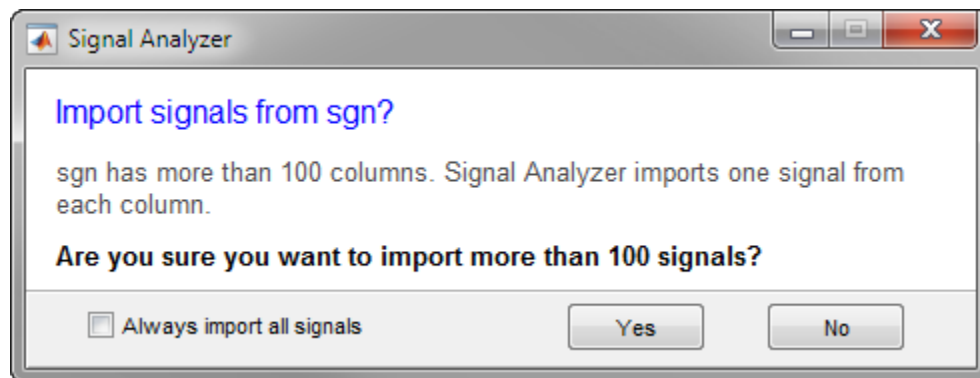 Signal Analyzer
Import signals from sgn?
sgn has more than 100 columns. Signal Analyzer imports one signal from
each column.
Are you sure you want to import more than 100 signals?
Always import all signals
Yes
No